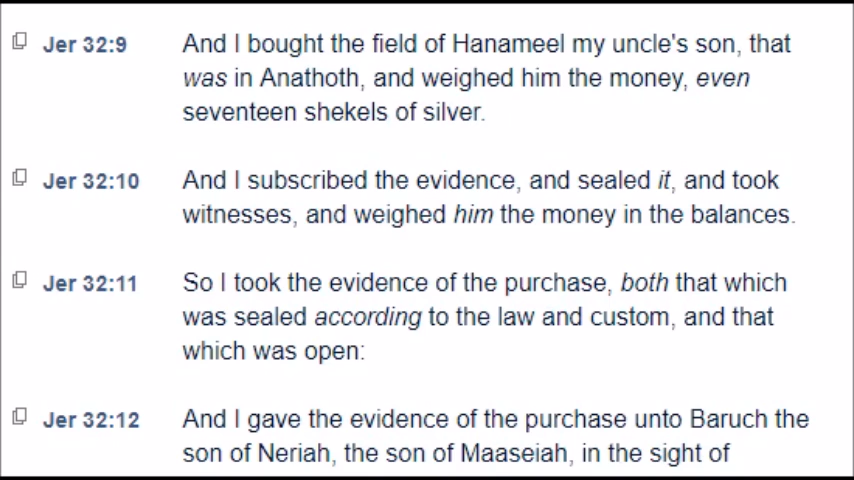 Jer 32:9 And I bought the field of Hanameel my uncle's son, that
was in Anathoth, and weighed him the money, even
seventeen shekels of silver.
Jer 32:10 And I subscribed the evidence, and sealed it, and took
witnesses, and weighed him the money in the balances.
Jer 32:11 So I took the evidence of the purchase, both that which
was sealed according to the law and custom, and that
which was open:
Jer 32:12 And I gave the evidence of the purchase unto Baruch the
son of Neriah, the son of Maaseiah, in the sight of